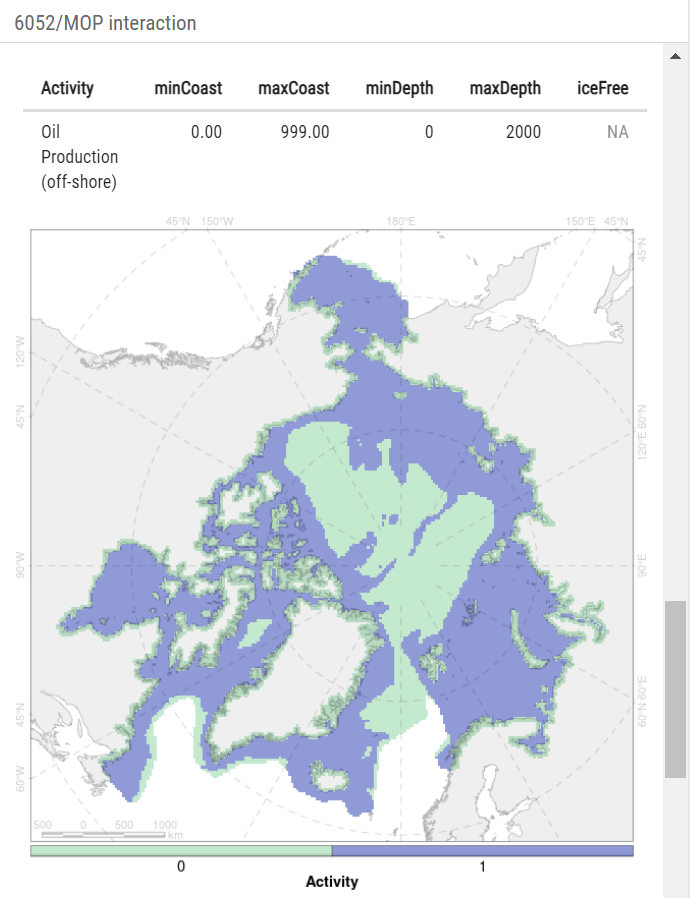 6052/MOP interaction
Activity minCoast maxCoast minDepth maxDepth iceFree
Oil 0.00 999.00 0 2000 NA
Production
(off-shore)
45°N 150°W 180°E 150°E 45°N
45°N
120°W
45°N
120°E 60°N
90°W
90°E
45°N
60°N 60°E
60°W
500 0 500 1000
km
0 1
Activity